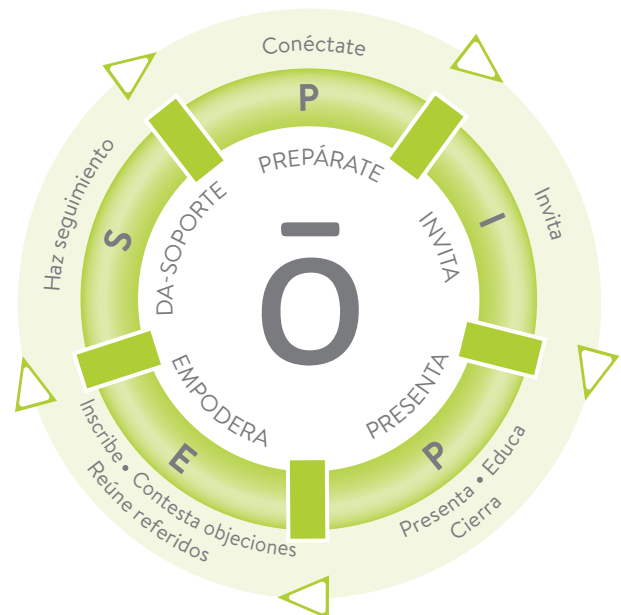 Conéctate
P
PREPÁRATE
Invita
I
INVITA
Presenta • Educa
Cierra
P
PRESENTA
Inscribe • Contesta objeciones
Reúne referidos
E
EMPODERA
Haz seguimiento
S
DA-SOPORTE
ō